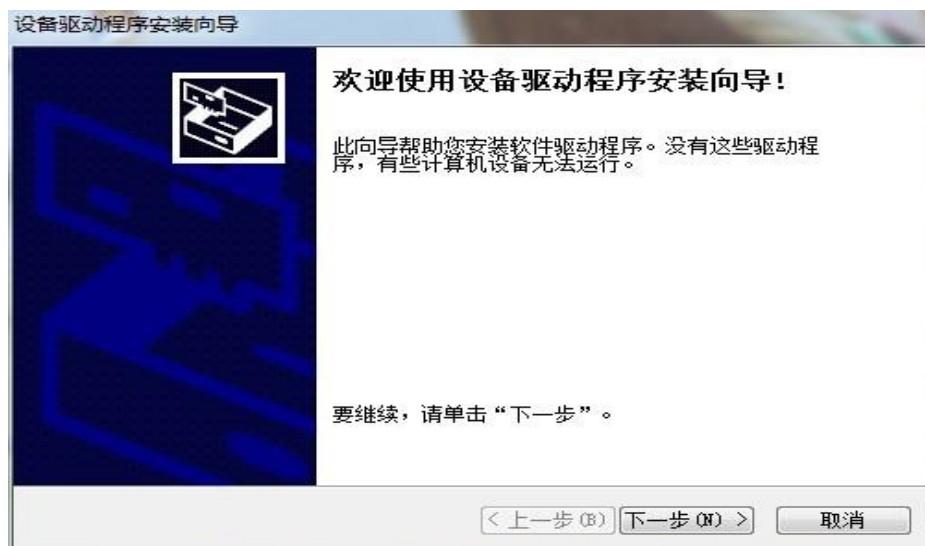 设备驱动程序安装向导
欢迎使用设备驱动程序安装向导!
此向导帮助您安装软件驱动程序。没有这些驱动程
序，有些计算机设备无法运行。
要继续，请单击“下一步”。
< 上一步(B) 下一步(N) > 取消